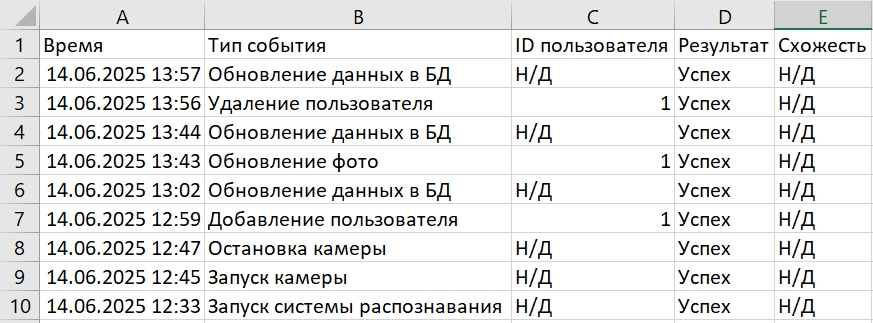 A B C D E
1 Время Тип события ID пользователя Результат Схожесть
2 14.06.2025 13:57 Обновление данных в БД Н/Д Успех Н/Д
3 14.06.2025 13:56 Удаление пользователя 1 Успех Н/Д
4 14.06.2025 13:44 Обновление данных в БД Н/Д Успех Н/Д
5 14.06.2025 13:43 Обновление фото 1 Успех Н/Д
6 14.06.2025 13:02 Обновление данных в БД Н/Д Успех Н/Д
7 14.06.2025 12:59 Добавление пользователя 1 Успех Н/Д
8 14.06.2025 12:47 Остановка камеры Н/Д Успех Н/Д
9 14.06.2025 12:45 Запуск камеры Н/Д Успех Н/Д
10 14.06.2025 12:33 Запуск системы распознавания Н/Д Успех Н/Д